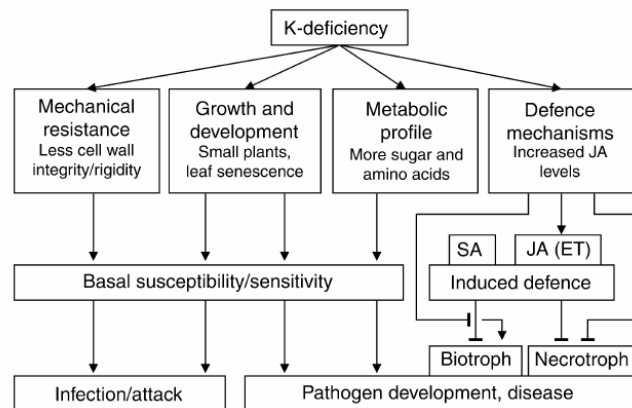 K-deficiency
Mechanical
resistance
Less cell wall
integrity/rigidity
Growth and
development
Small plants,
leaf senescence
Metabolic
profile
More sugar and
amino acids
Defence
mechanisms
Increased JA
levels
SA
JA (ET)
Basal susceptibility/sensitivity
Induced defence
Biotroph
Necrotroph
Infection/attack
Pathogen development, disease